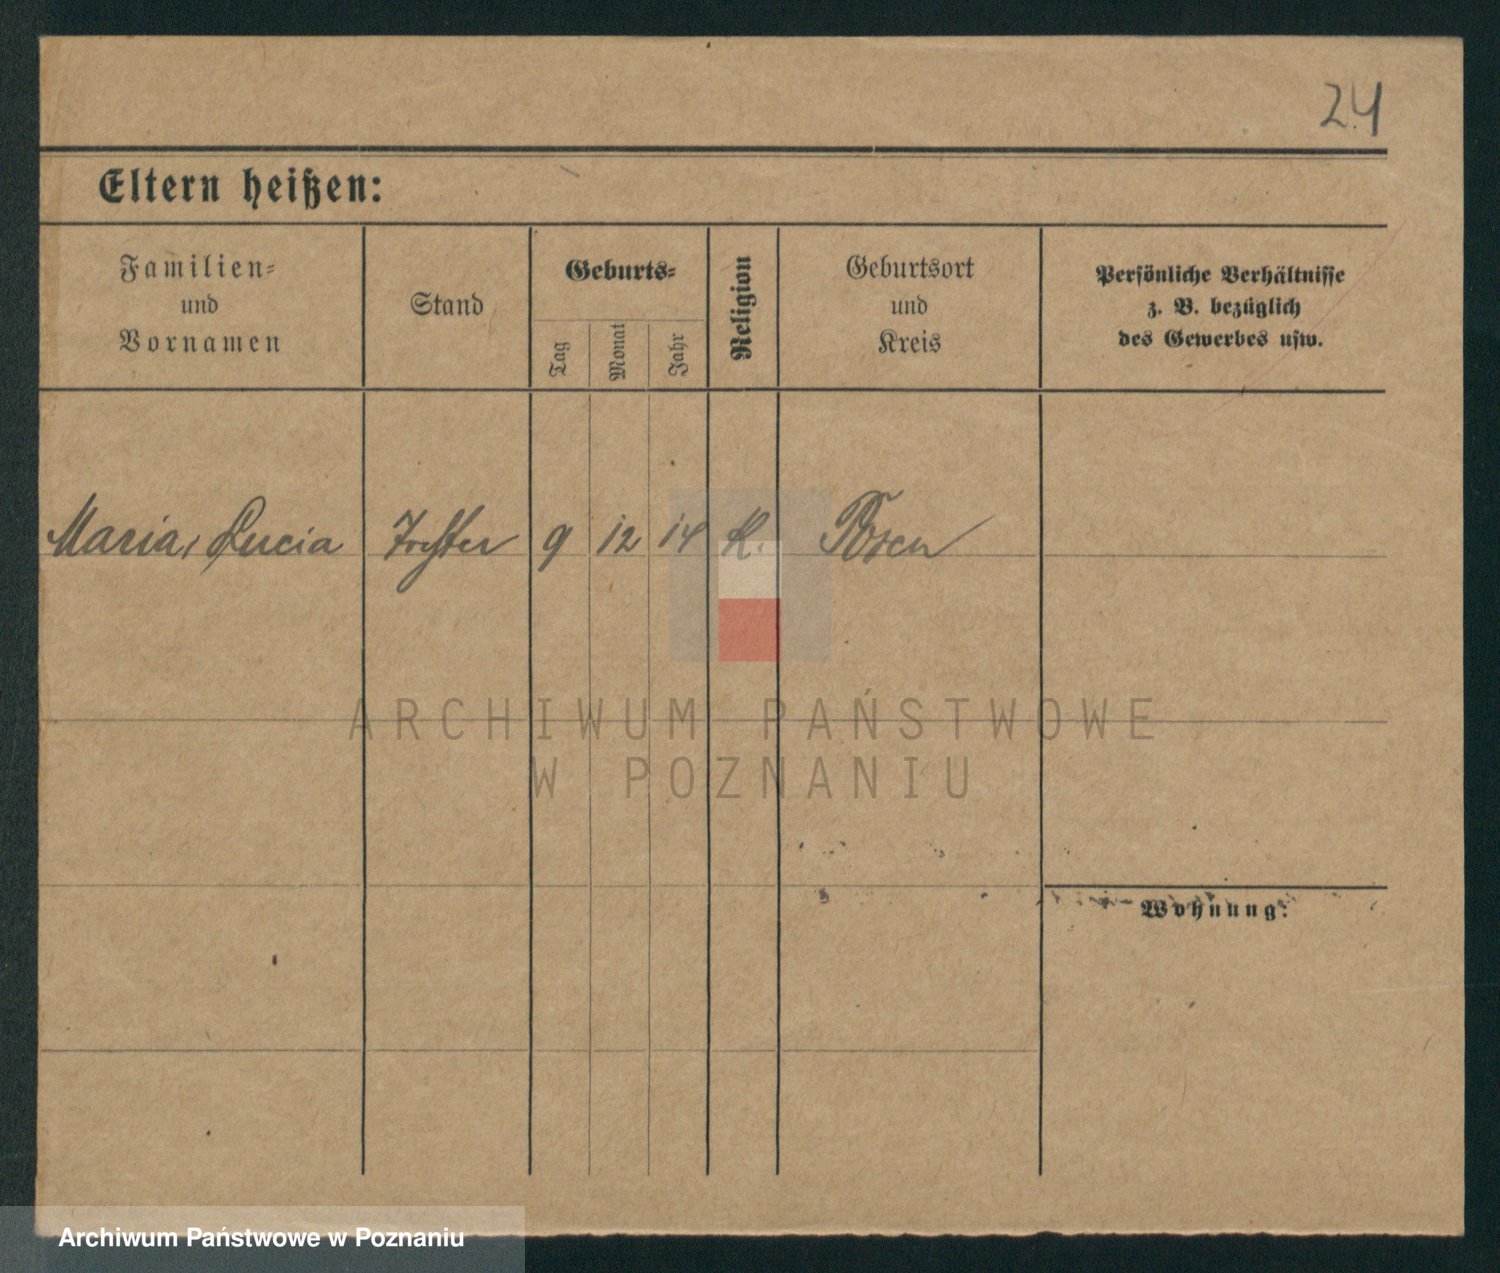 24
Eltern heißen:
Familien-
und
Vornamen
Stand
Geburts-
Tag
Monat
Jahr
Religion
Geburtsort
und
Kreis
Persönliche Verhältnisse
z. B. bezüglich
des Gewerbes usw.
Maria, Lucia 9 12 14 K. Posen
ARCHIWUM PAŃSTWOWE
W POZNANIU
Wohnung:
Archiwum Państwowe w Poznaniu